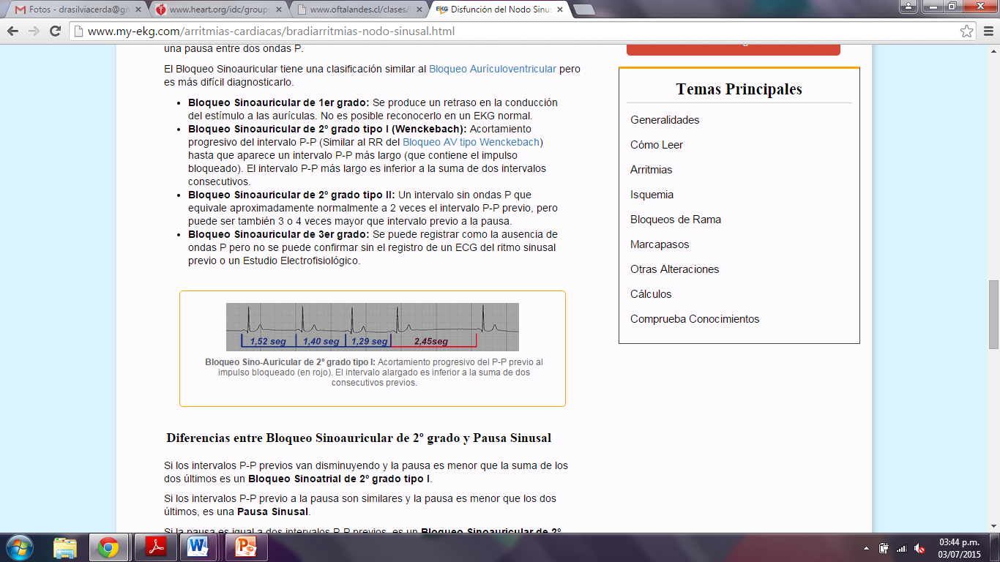 Fotos - drasilviacerda@gm
www.heart.org/idc/groups
www.oftalandes.cl/clases/
EKG Disfunción del Nodo Sinus
www.my-ekg.com/arritmias-cardiacas/bradiarritmias-nodo-sinusal.html
una pausa entre dos ondas P.
El Bloqueo Sinoauricular tiene una clasificación similar al Bloqueo Aurículoventricular pero
es más difícil diagnosticarlo.
• Bloqueo Sinoauricular de 1er grado: Se produce un retraso en la conducción
del estímulo a las aurículas. No es posible reconocerlo en un EKG normal.
• Bloqueo Sinoauricular de 2º grado tipo I (Wenckebach): Acortamiento
progresivo del intervalo P-P (Similar al RR del Bloqueo AV tipo Wenckebach)
hasta que aparece un intervalo P-P más largo (que contiene el impulso
bloqueado). El intervalo P-P más largo es inferior a la suma de dos intervalos
consecutivos.
• Bloqueo Sinoauricular de 2º grado tipo II: Un intervalo sin ondas P que
equivale aproximadamente normalmente a 2 veces el intervalo P-P previo, pero
puede ser también 3 o 4 veces mayor que intervalo previo a la pausa.
• Bloqueo Sinoauricular de 3er grado: Se puede registrar como la ausencia de
ondas P pero no se puede confirmar sin el registro de un ECG del ritmo sinusal
previo o un Estudio Electrofisiológico.
1,52 seg 1,40 seg 1,29 seg 2,45seg
Bloqueo Sino-Auricular de 2º grado tipo I: Acortamiento progresivo del P-P previo al
impulso bloqueado (en rojo). El intervalo alargado es inferior a la suma de dos
consecutivos previos.
Diferencias entre Bloqueo Sinoauricular de 2º grado y Pausa Sinusal
Si los intervalos P-P previos van disminuyendo y la pausa es menor que la suma de los
dos últimos es un Bloqueo Sinoatrial de 2º grado tipo I.
Si los intervalos P-P previo a la pausa son similares y la pausa es menor que los dos
últimos, es una Pausa Sinusal.
Si la pausa es igual a dos intervalos P-P previos, es un Bloqueo Sinoauricular de 2º
Temas Principales
Generalidades
Cómo Leer
Arritmias
Isquemia
Bloqueos de Rama
Marcapasos
Otras Alteraciones
Cálculos
Comprueba Conocimientos
03:44 p.m.
03/07/2015